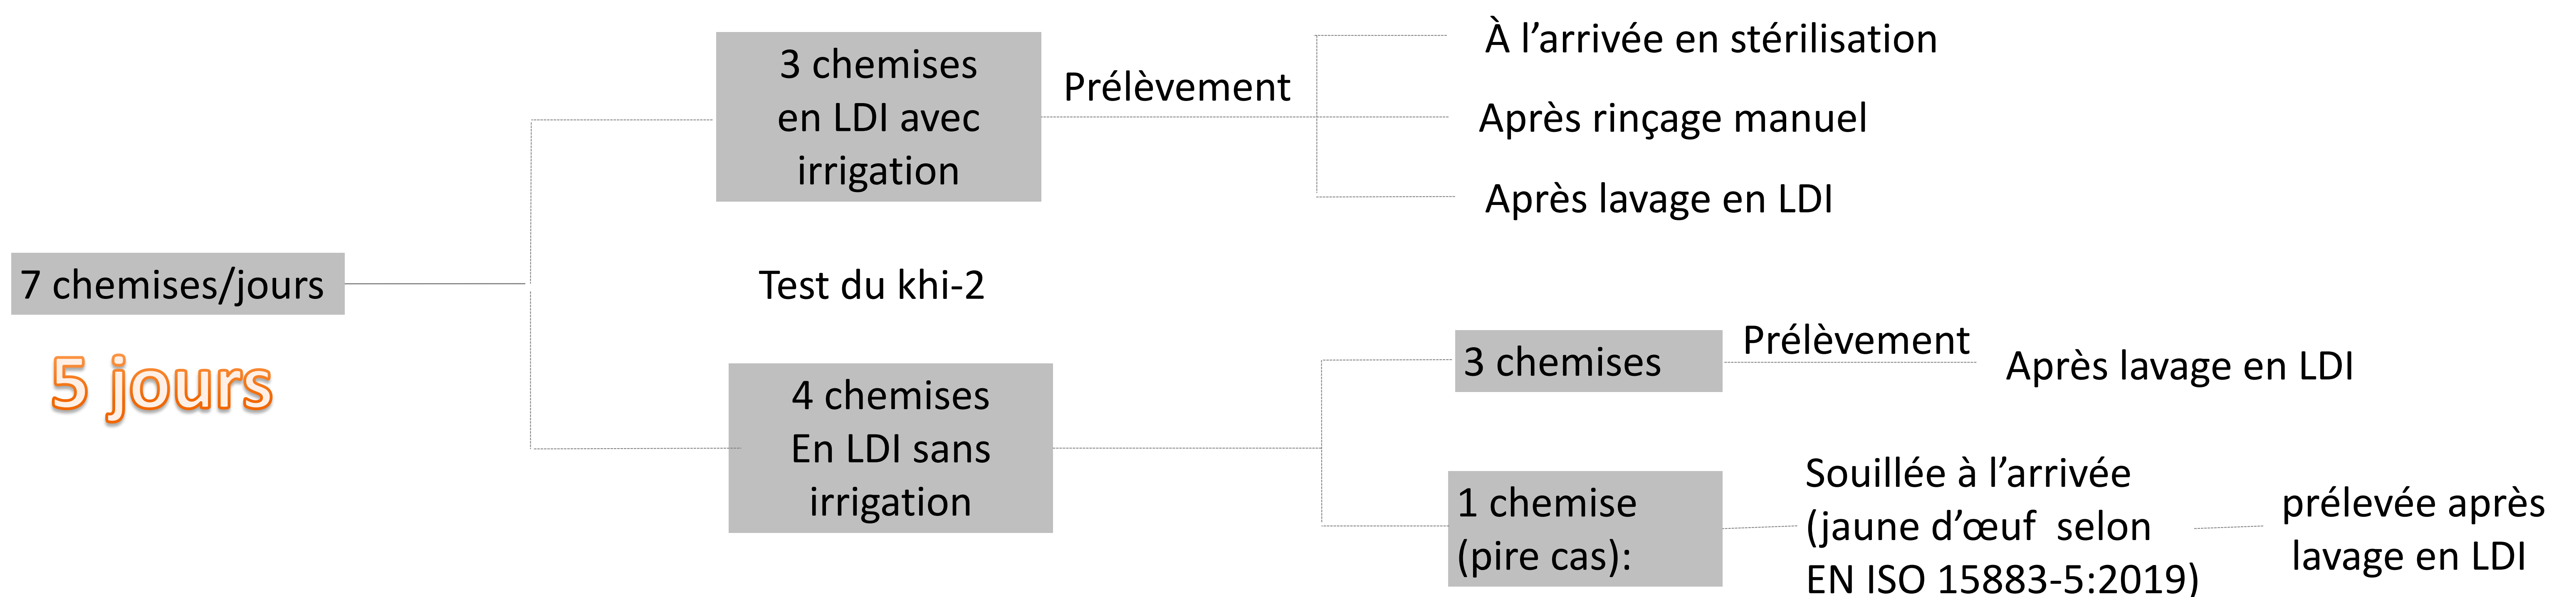 7 chemises/jours
5 jours
3 chemises
en LDI avec
irrigation
Prélèvement
À l’arrivée en stérilisation
Après rinçage manuel
Après lavage en LDI
Test du khi-2
4 chemises
En LDI sans
irrigation
3 chemises
Prélèvement
Après lavage en LDI
1 chemise
(pire cas):
Souillée à l’arrivée
(jaune d’œuf selon
EN ISO 15883-5:2019)
prélevée après
lavage en LDI